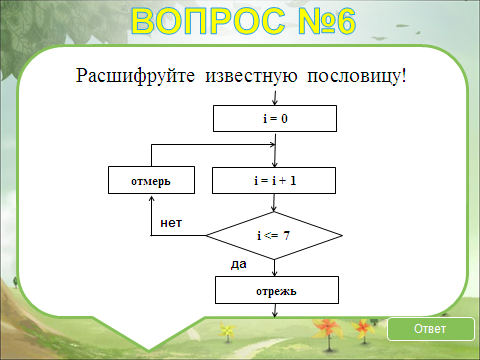 ВОПРОС №6
Расшифруйте известную пословицу!
i = 0
отмерь
i = i + 1
нет
i <= 7
да
отрежь
Ответ